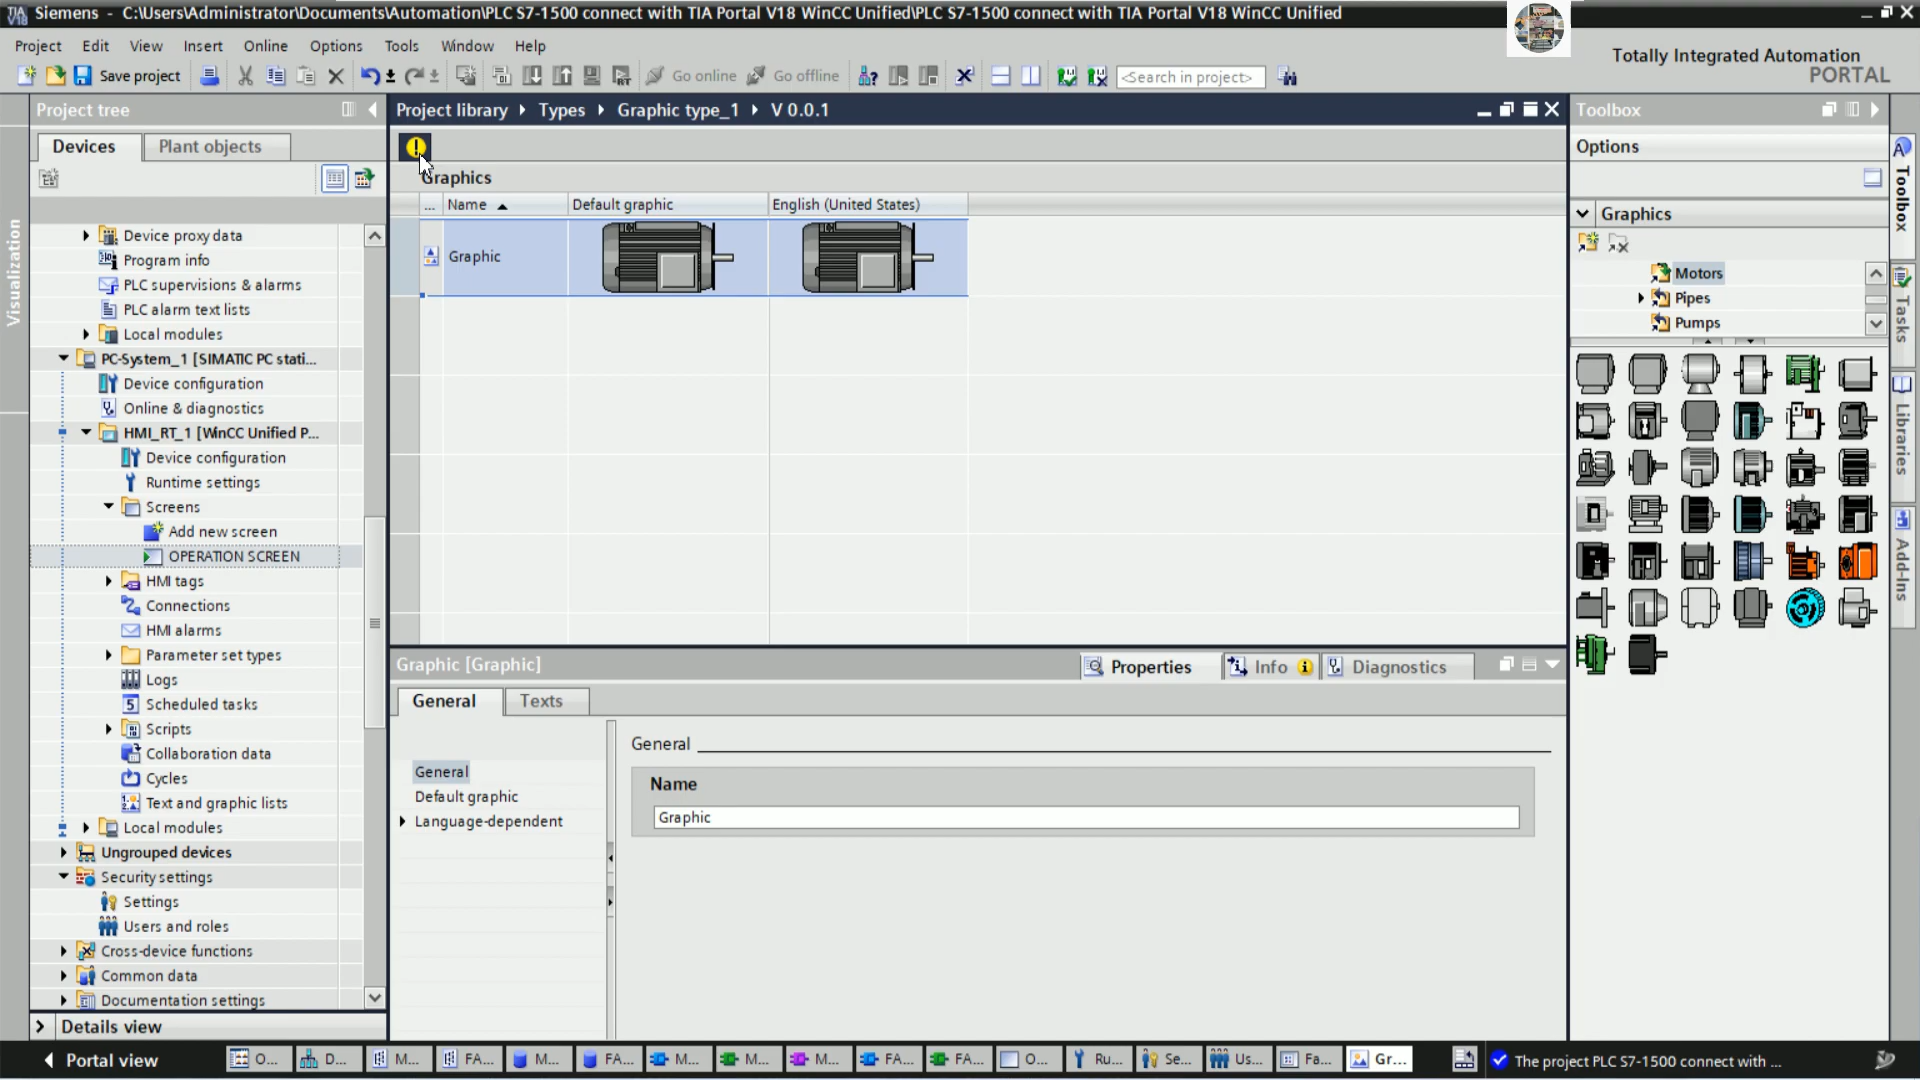 Siemens - C:\Users\Administrator\Documents\Automation\PLC S7-1500 connect with TIA Portal V18 WinCC Unified\PLC S7-1500 connect with TIA Portal V18 WinCC Unified
Project Edit View Insert Online Options Tools Window Help
Totally Integrated Automation
PORTAL
Save project
Go online
Go offline
<Search in project>
Project tree
Devices
Plant objects
Visualization
Device proxy data
Program info
PLC supervisions & alarms
PLC alarm text lists
Local modules
PC-System_1 [SIMATIC PC stati...
Device configuration
Online & diagnostics
HMI_RT_1 [WinCC Unified P...
Device configuration
Runtime settings
Screens
Add new screen
OPERATION SCREEN
HMI tags
Connections
HMI alarms
Parameter set types
Logs
Scheduled tasks
Scripts
Collaboration data
Cycles
Text and graphic lists
Local modules
Ungrouped devices
Security settings
Settings
Users and roles
Cross-device functions
Common data
Documentation settings
Details view
Project library Types Graphic type_1 V 0.0.1
Graphics
... Name Default graphic English (United States)
Graphic
Graphic [Graphic]
Properties
Info
Diagnostics
General
Texts
General
Default graphic
Language-dependent
General
Name
Graphic
Toolbox
Options
Graphics
Motors
Pipes
Pumps
Toolbox
Tasks
Libraries
Add-Ins
Portal view
O...
D...
M...
FA...
M...
FA...
M...
M...
M...
FA...
FA...
O...
Ru...
Se...
Us...
Fa...
Gr...
The project PLC S7-1500 connect with ...